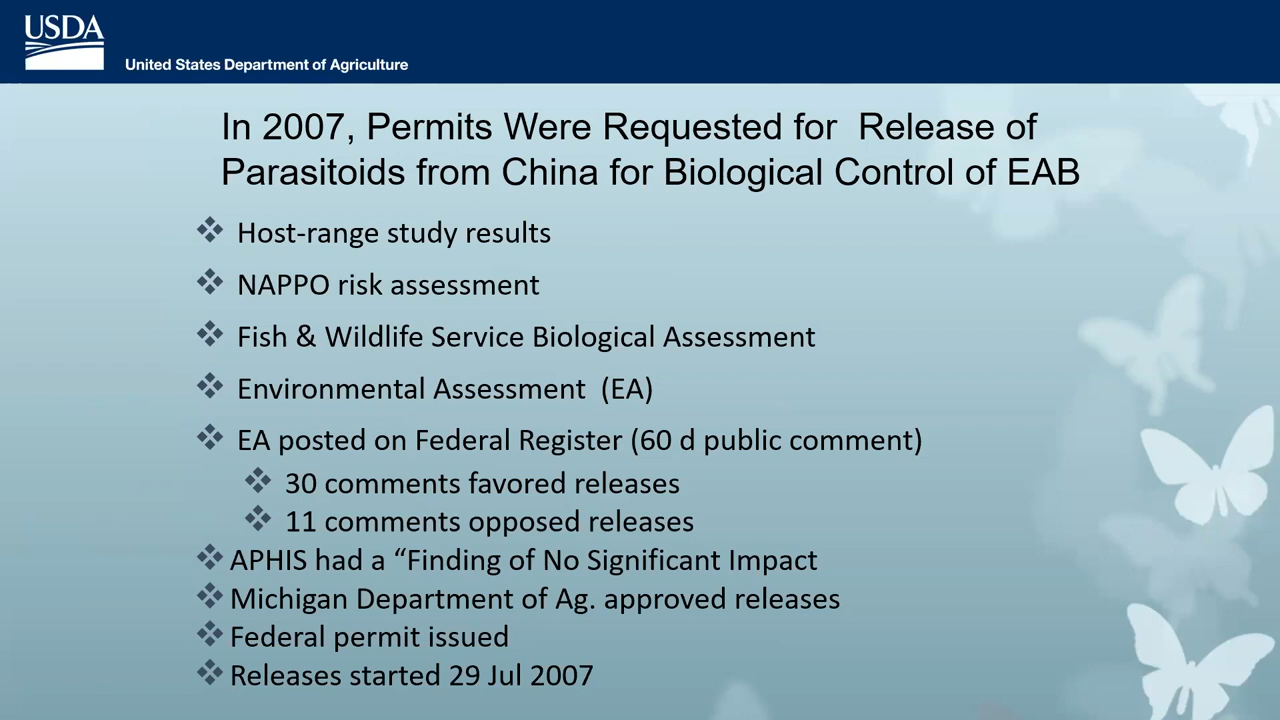 USDA
United States Department of Agriculture
In 2007, Permits Were Requested for  Release of
Parasitoids from China for Biological Control of EAB
Host-range study results
NAPPO risk assessment
Fish & Wildlife Service Biological Assessment
Environmental Assessment  (EA)
EA posted on Federal Register (60 d public comment)
30 comments favored releases
11 comments opposed releases
APHIS had a “Finding of No Significant Impact
Michigan Department of Ag. approved releases
Federal permit issued
Releases started 29 Jul 2007